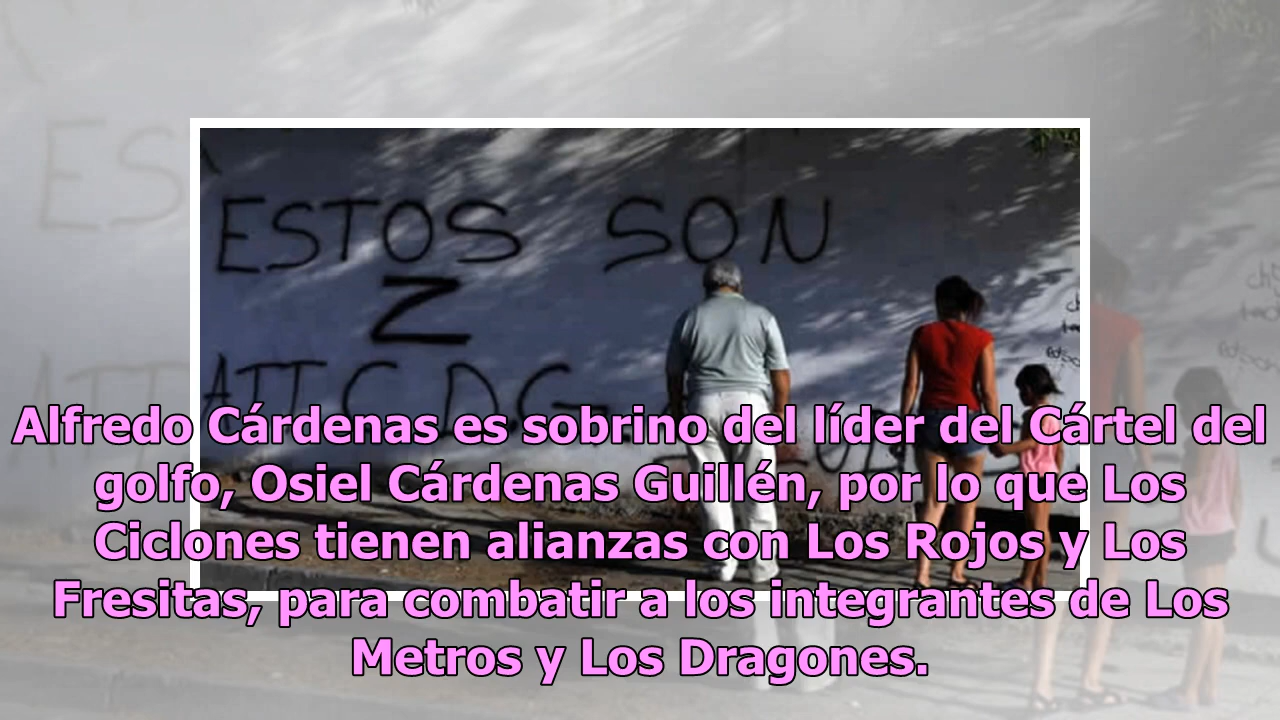 ESTOS SON
Z
ATT C.D.G.
Alfredo Cárdenas es sobrino del líder del Cártel del
golfo, Osiel Cárdenas Guillén, por lo que Los
Ciclones tienen alianzas con Los Rojos y Los
Fresitas, para combatir a los integrantes de Los
Metros y Los Dragones.